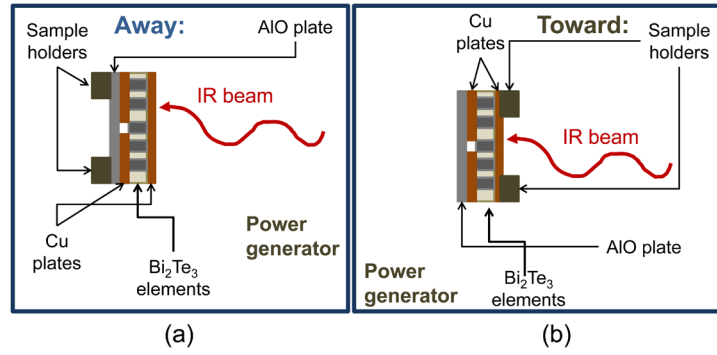 Away:
AlO plate
Sample
holders
IR beam
Cu
plates
Bi₂Te₃
elements
Power
generator
(a)
Cu
plates
Toward:
Sample
holders
IR beam
AlO plate
Power
generator
Bi₂Te₃
elements
(b)